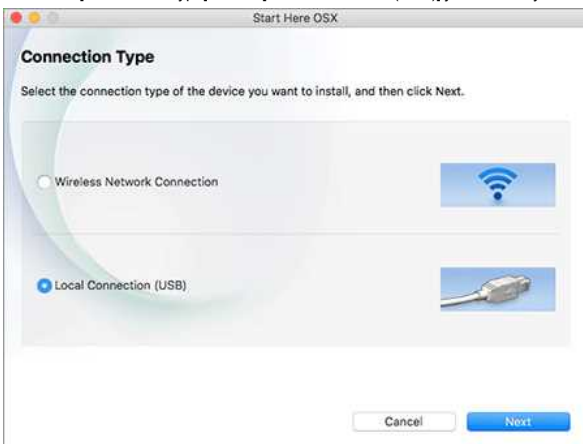 Start Here OSX
Connection Type
Select the connection type of the device you want to install, and then click Next.
Wireless Network Connection
Local Connection (USB)
Cancel
Next